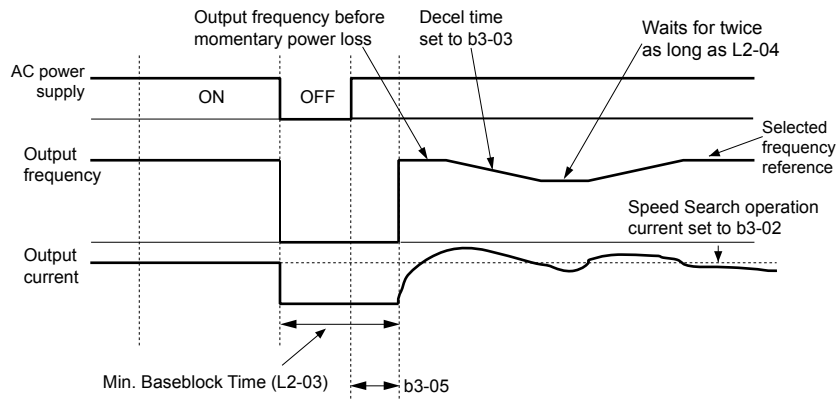 Output frequency before
momentary power loss
Decel time
set to b3-03
Waits for twice
as long as L2-04
AC power
supply
ON
OFF
Output
frequency
Selected
frequency
reference
Speed Search operation
current set to b3-02
Output
current
Min. Baseblock Time (L2-03)
b3-05